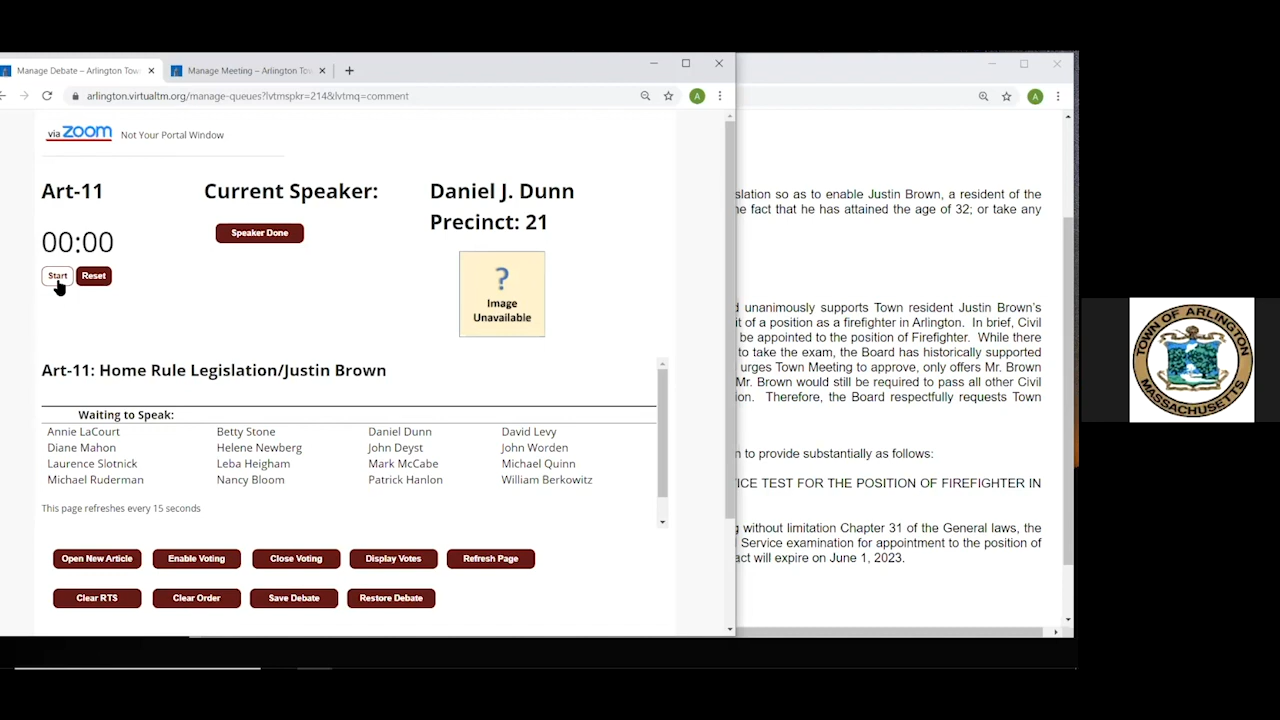 Manage Debate – Arlington Tow
Manage Meeting – Arlington Tow
arlington.virtualtm.org/manage-queues?lvtmspkr=214&lvtmq=comment
A
A
via zoom Not Your Portal Window
Art-11
Current Speaker:
Daniel J. Dunn
Precinct: 21
00:00
Speaker Done
Start
Reset
?
Image
Unavailable
Art-11: Home Rule Legislation/Justin Brown
Waiting to Speak:
Annie LaCourt Betty Stone Daniel Dunn David Levy
Diane Mahon Helene Newberg John Deyst John Worden
Laurence Slotnick Leba Heigham Mark McCabe Michael Quinn
Michael Ruderman Nancy Bloom Patrick Hanlon William Berkowitz
This page refreshes every 15 seconds
Open New Article Enable Voting Close Voting Display Votes Refresh Page
Clear RTS Clear Order Save Debate Restore Debate
slation so as to enable Justin Brown, a resident of the
e fact that he has attained the age of 32; or take any
d unanimously supports Town resident Justin Brown's
it of a position as a firefighter in Arlington. In brief, Civil
be appointed to the position of Firefighter. While there
to take the exam, the Board has historically supported
urges Town Meeting to approve, only offers Mr. Brown
Mr. Brown would still be required to pass all other Civil
ion. Therefore, the Board respectfully requests Town
n to provide substantially as follows:
ICE TEST FOR THE POSITION OF FIREFIGHTER IN
g without limitation Chapter 31 of the General laws, the
Service examination for appointment to the position of
act will expire on June 1, 2023.
TOWN OF ARLINGTON
MASSACHUSETTS